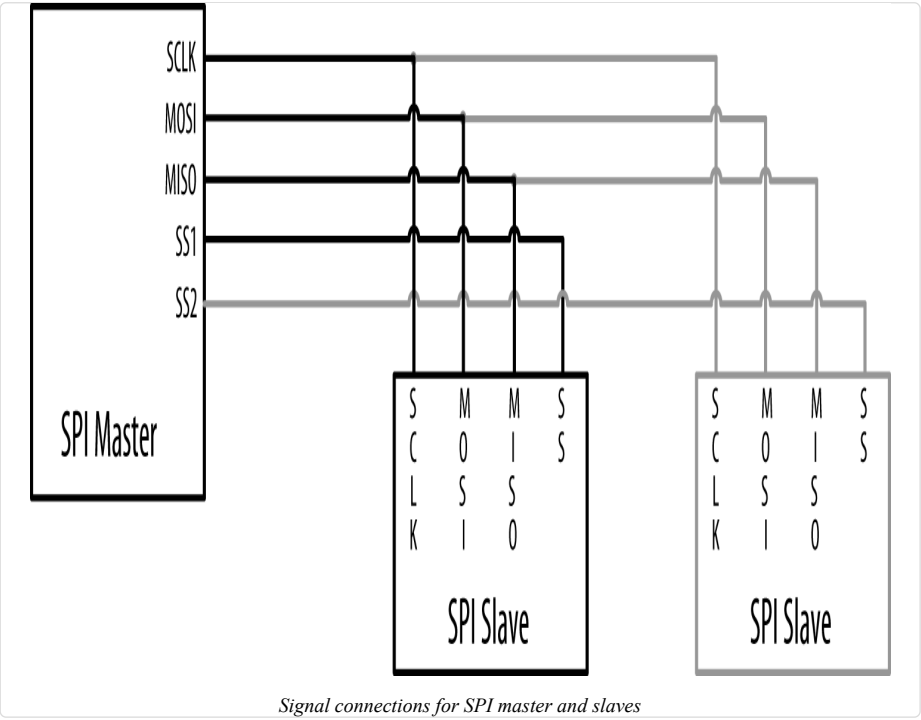 SCLK
MOSI
MISO
SS1
SS2
SPI Master
S M M S
C O I S
L S S
K I O
SPI Slave
S M M S
C O I S
L S S
K I O
SPI Slave
Signal connections for SPI master and slaves